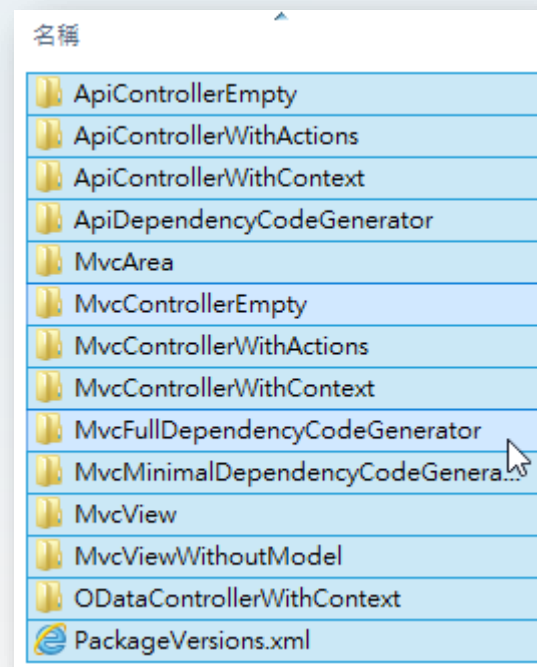 名稱
ApiControllerEmpty
ApiControllerWithActions
ApiControllerWithContext
ApiDependencyCodeGenerator
MvcArea
MvcControllerEmpty
MvcControllerWithActions
MvcControllerWithContext
MvcFullDependencyCodeGenerator
MvcMinimalDependencyCodeGenera...
MvcView
MvcViewWithoutModel
ODataControllerWithContext
PackageVersions.xml